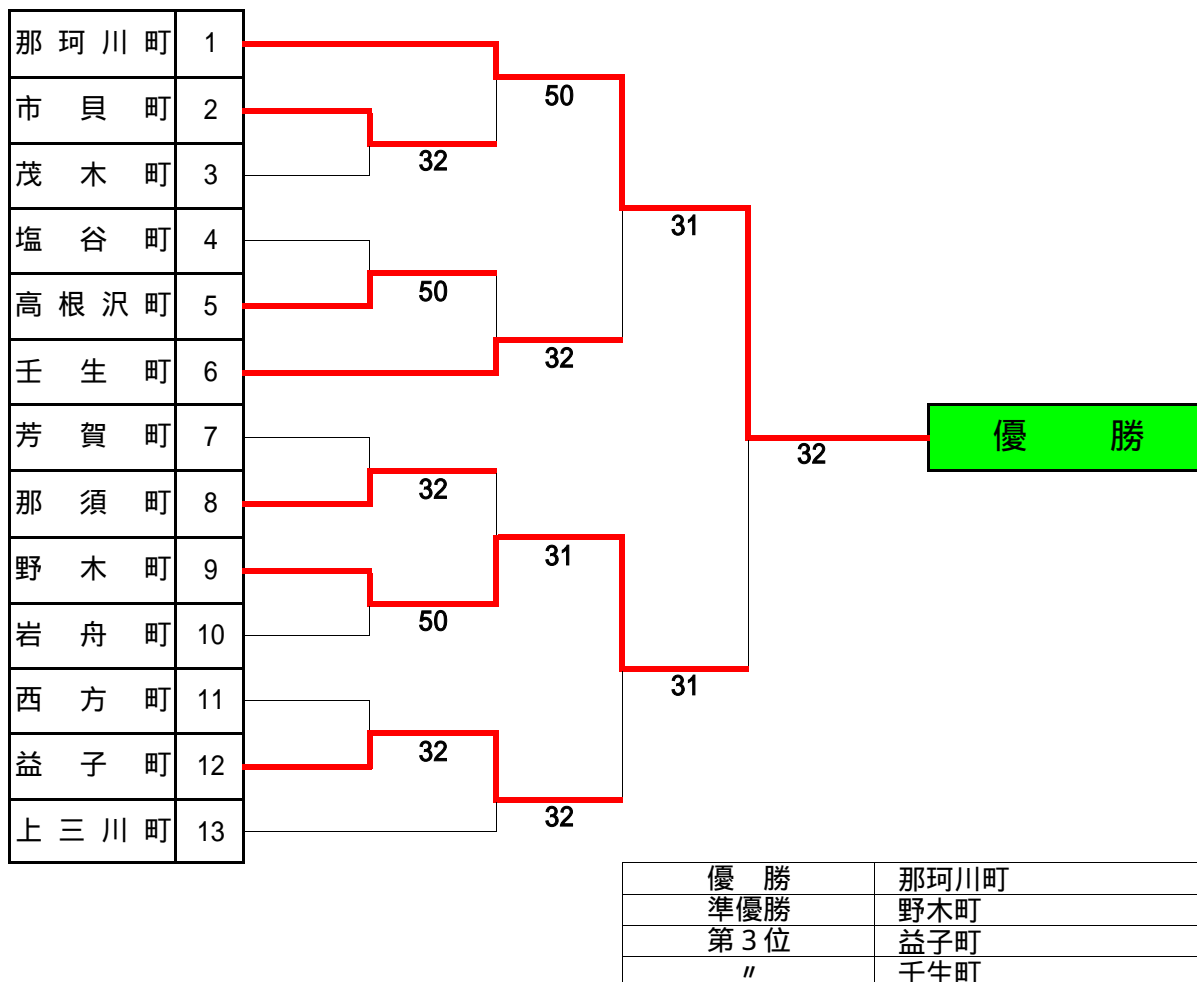 那珂川町 1
市貝町 2
茂木町 3
塩谷町 4
高根沢町 5
壬生町 6
芳賀町 7
那須町 8
野木町 9
岩舟町 10
西方町 11
益子町 12
上三川町 13
32
50
32
50
32
50
32
31
32
31
31
32
優勝
優勝 那珂川町
準優勝 野木町
第３位 益子町
〃 壬生町